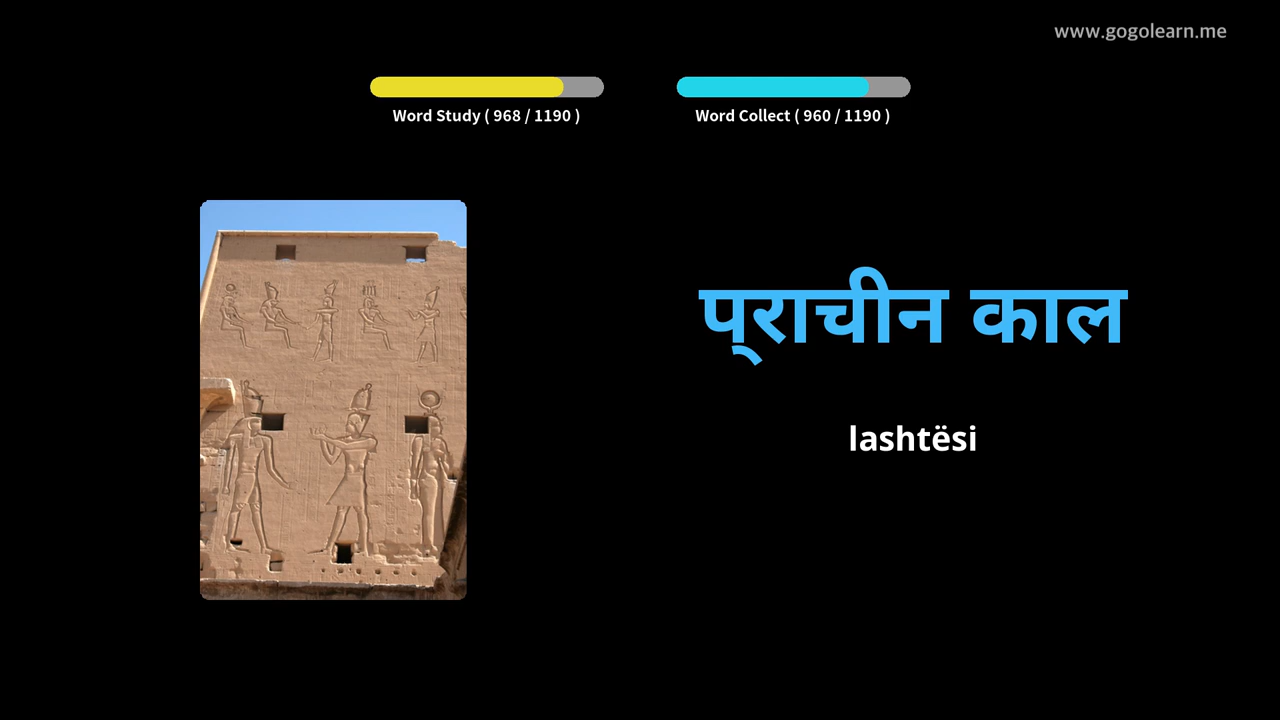 www.gogolearn.me
Word Study ( 968 / 1190 )
Word Collect ( 960 / 1190 )
प्राचीन काल
lashtësi